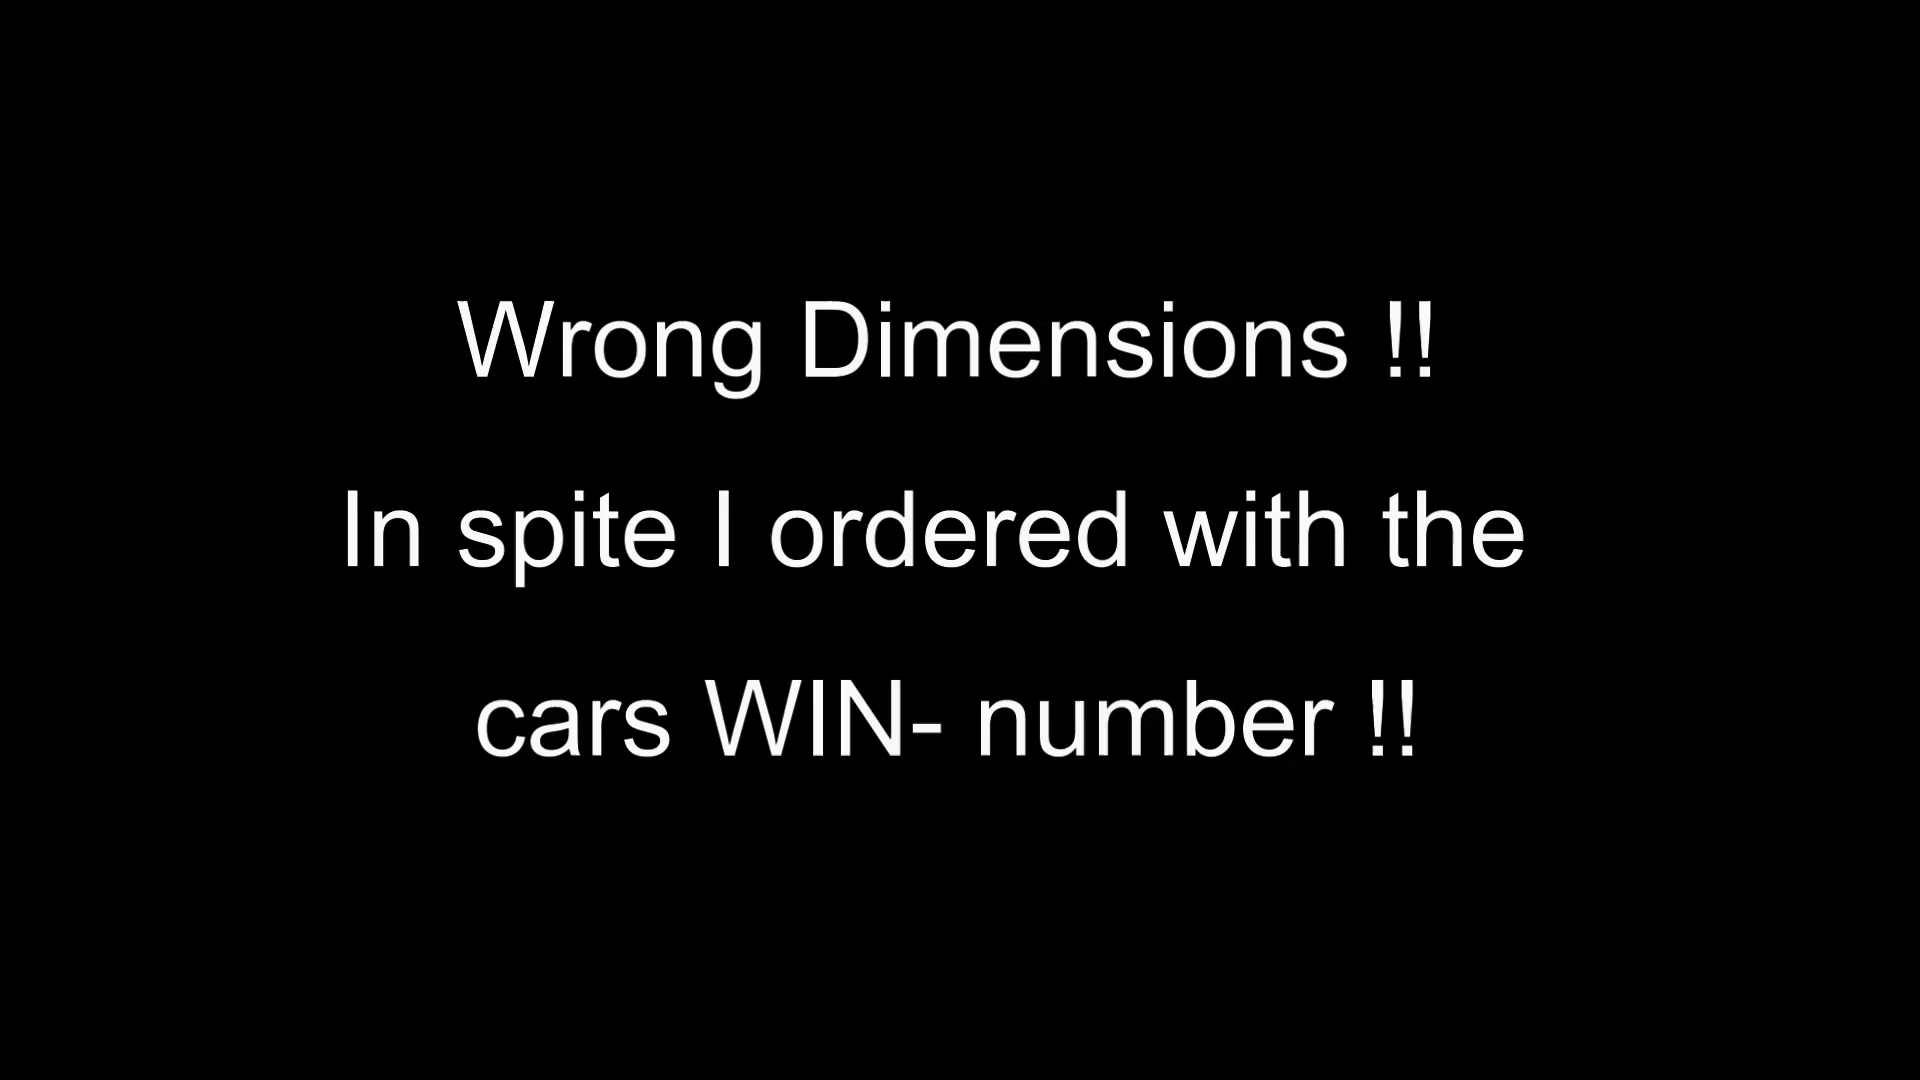 Wrong Dimensions !!
In spite I ordered with the
cars WIN- number !!